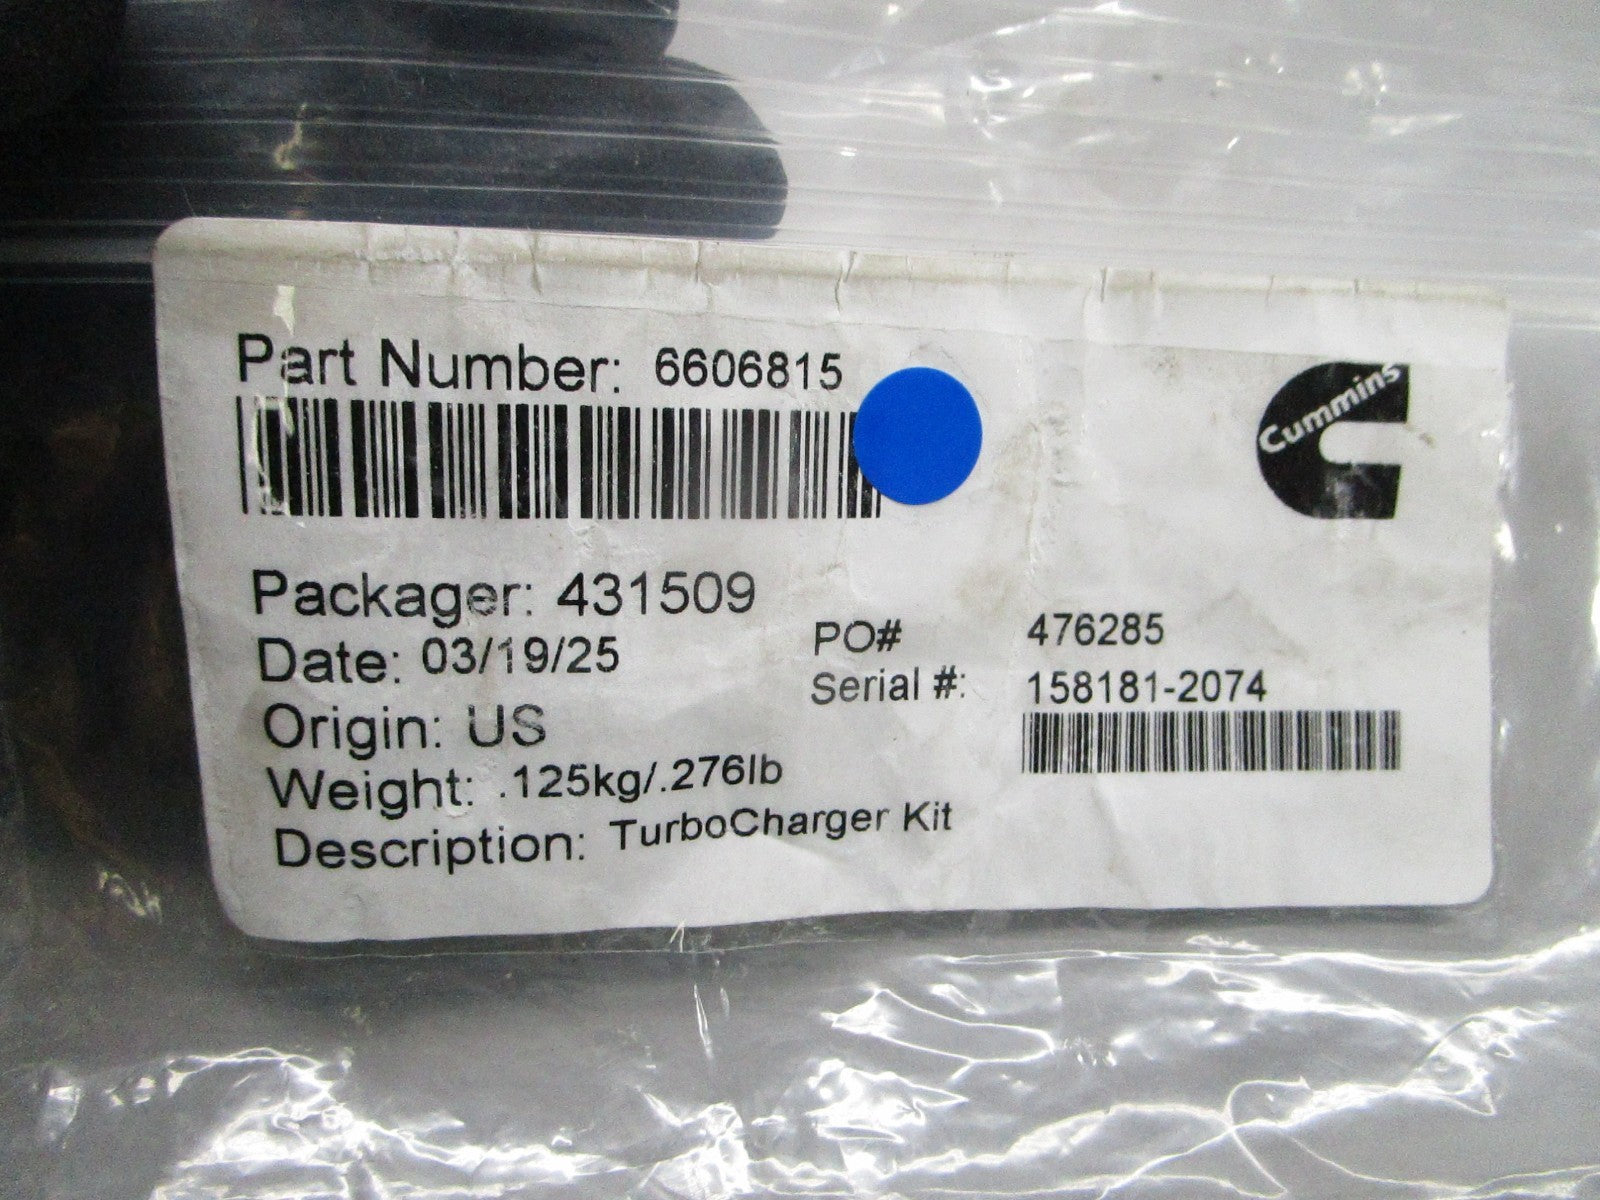 Part Number: 6606815
Cummins
Packager: 431509
Date: 03/19/25
Origin: US
Weight: .125kg/.276lb
Description: TurboCharger Kit
PO# 476285
Serial #: 158181-2074